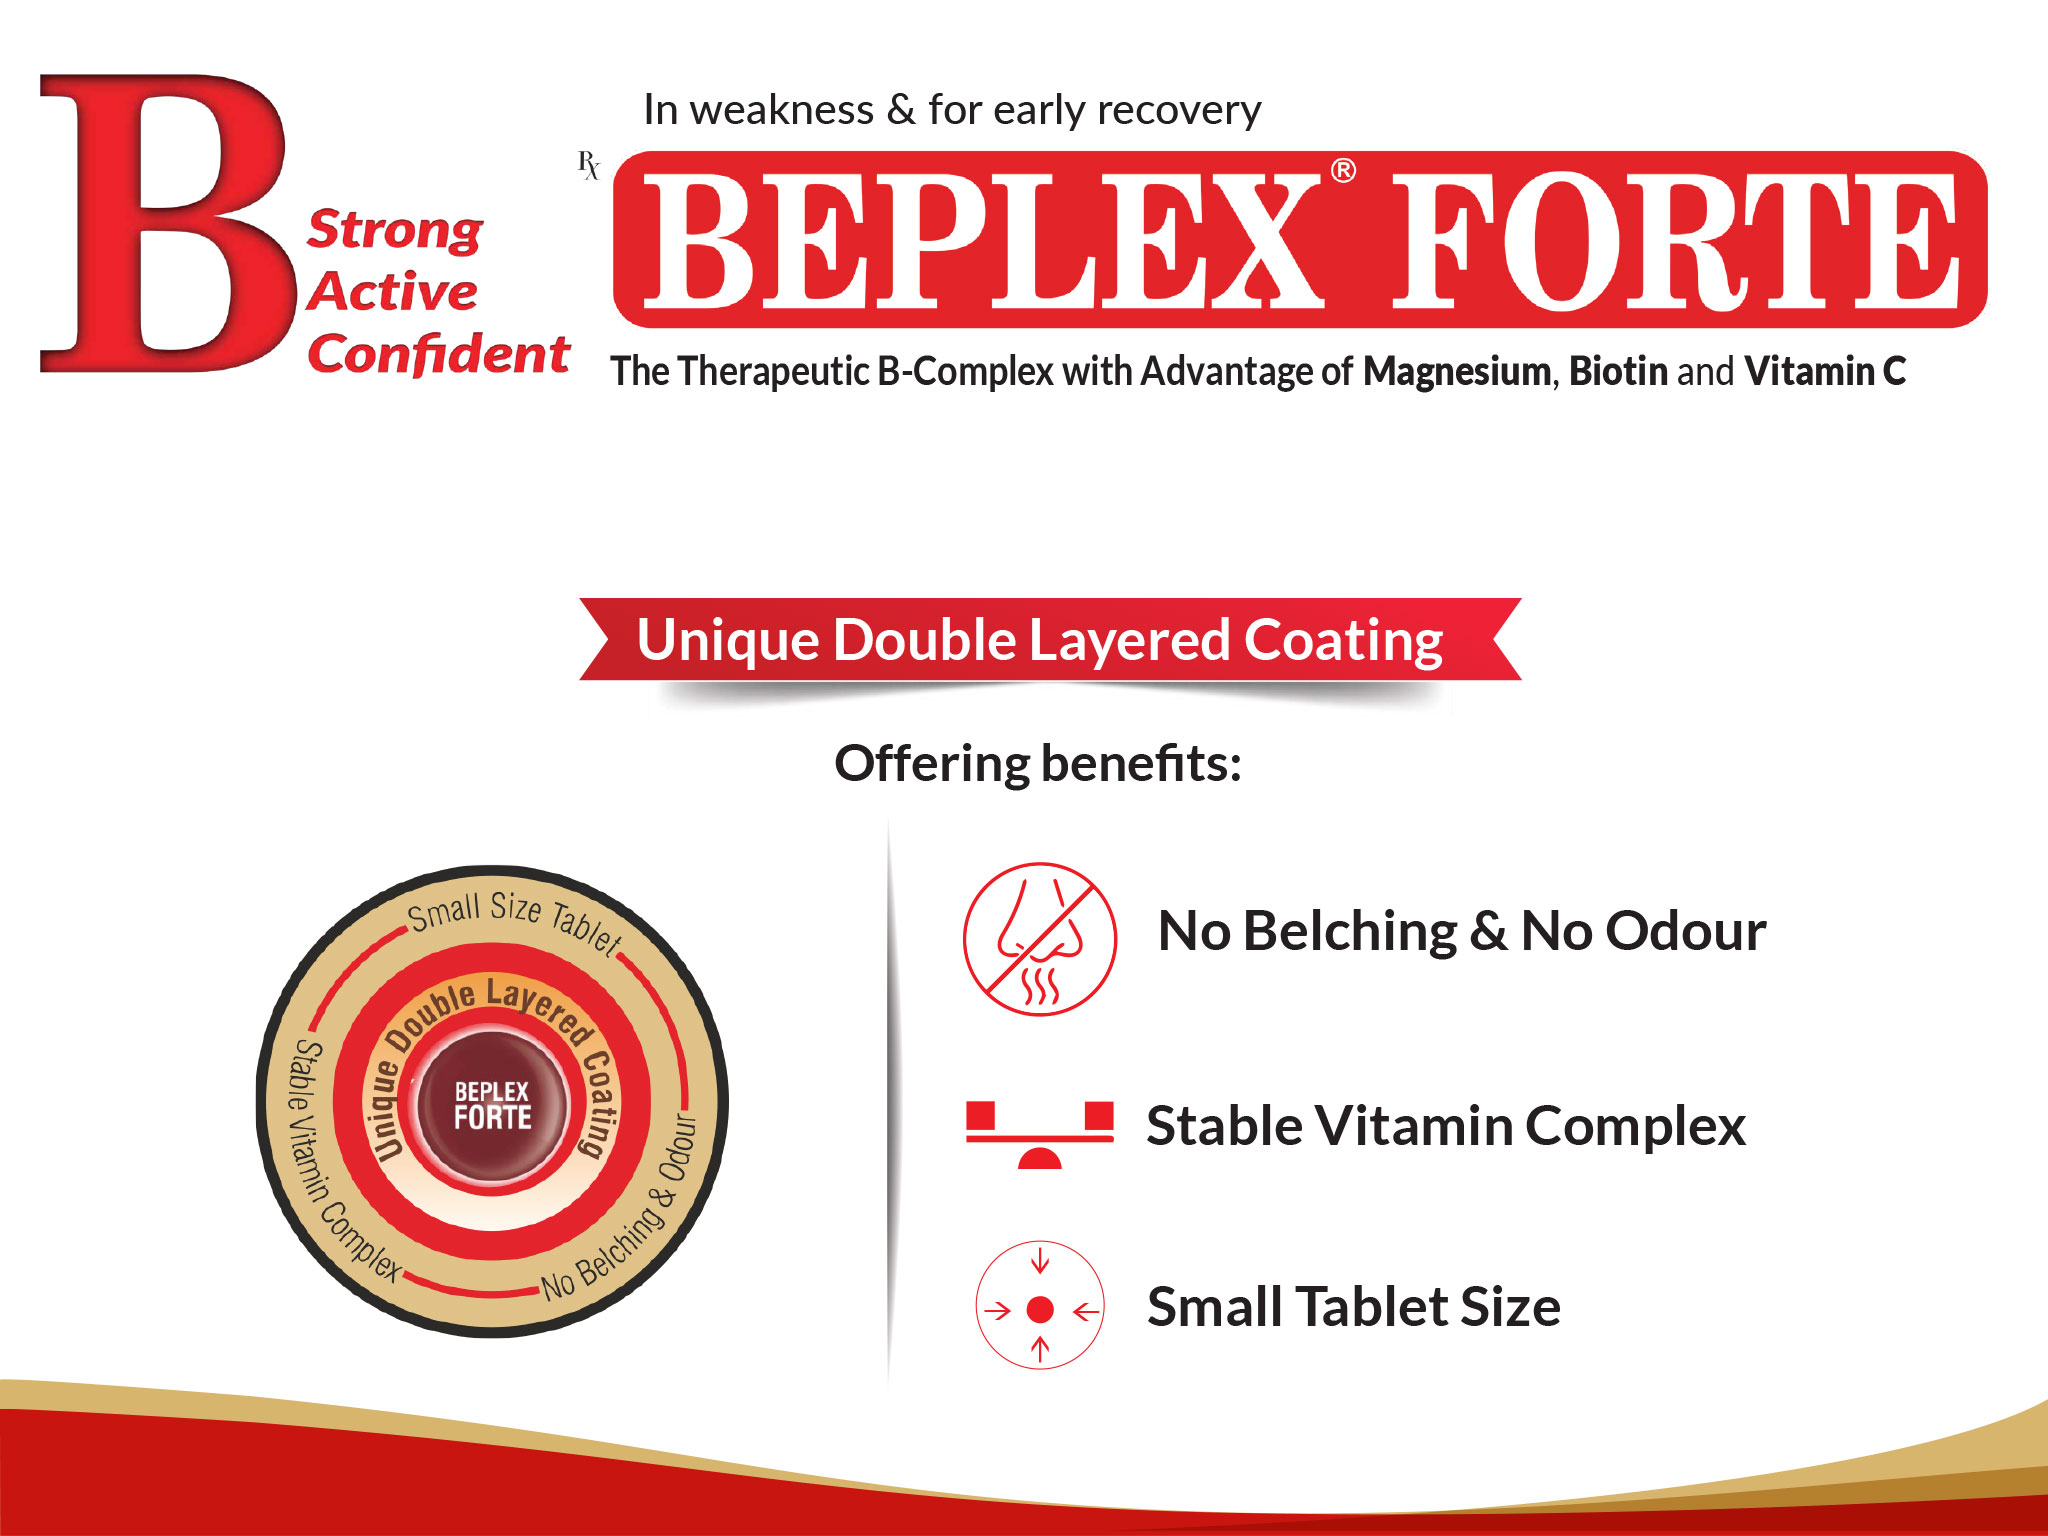 B
Strong
Active
Confident
In weakness & for early recovery
Rx
BEPLEX® FORTE
The Therapeutic B-Complex with Advantage of Magnesium, Biotin and Vitamin C
Unique Double Layered Coating
Offering benefits:
Small Size Tablet
Stable Vitamin Complex
No Belching & Odour
Unique Double Layered Coating
BEPLEX
FORTE
No Belching & No Odour
Stable Vitamin Complex
Small Tablet Size